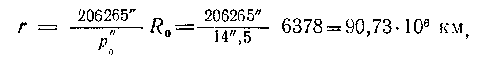 r = 206265″/p″₀ R₀ = 206265″/14″,5 6378 = 90,73·10⁶ км,